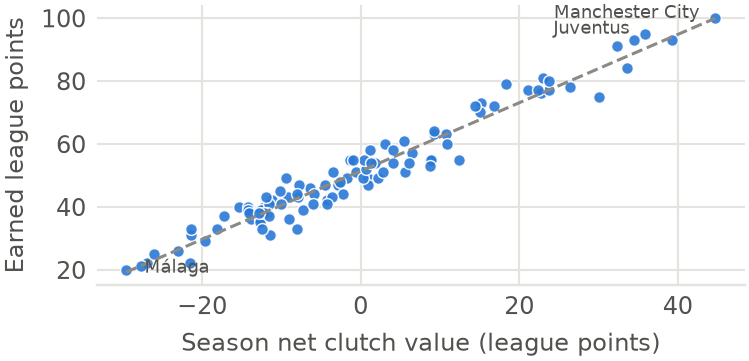 Manchester City
Juventus
Málaga
Earned league points
100
80
60
40
20
−20
0
20
40
Season net clutch value (league points)